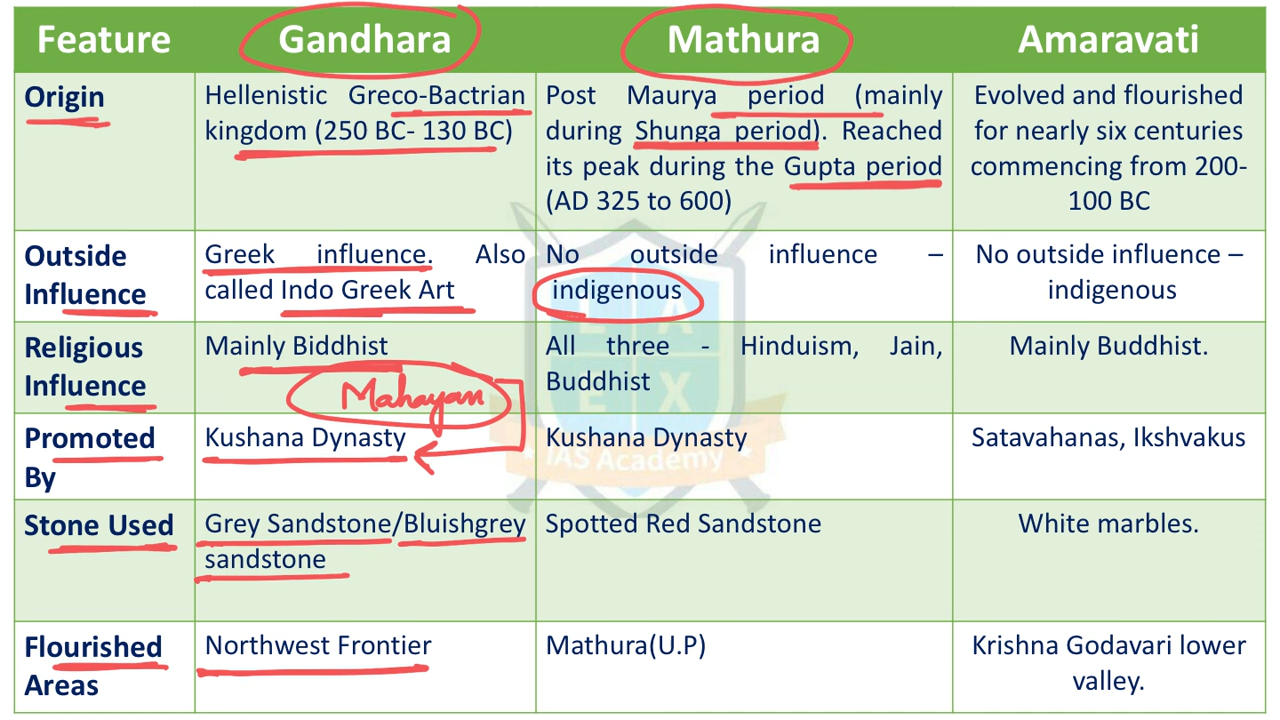 Feature Gandhara Mathura Amaravati
Origin
Hellenistic Greco-Bactrian
kingdom (250 BC- 130 BC)
Post Maurya period (mainly
during Shunga period). Reached
its peak during the Gupta period
(AD 325 to 600)
Evolved and flourished
for nearly six centuries
commencing from 200-
100 BC
Outside
Influence
Greek influence. Also
called Indo Greek Art
No outside influence –
indigenous
No outside influence –
indigenous
Religious
Influence
Mainly Biddhist
Mahayan
All three - Hinduism, Jain,
Buddhist
Mainly Buddhist.
Promoted
By
Kushana Dynasty
Kushana Dynasty
Satavahanas, Ikshvakus
Stone Used
Grey Sandstone/Bluishgrey
sandstone
Spotted Red Sandstone
White marbles.
Flourished
Areas
Northwest Frontier
Mathura(U.P)
Krishna Godavari lower
valley.
L A
E X
IAS Academy